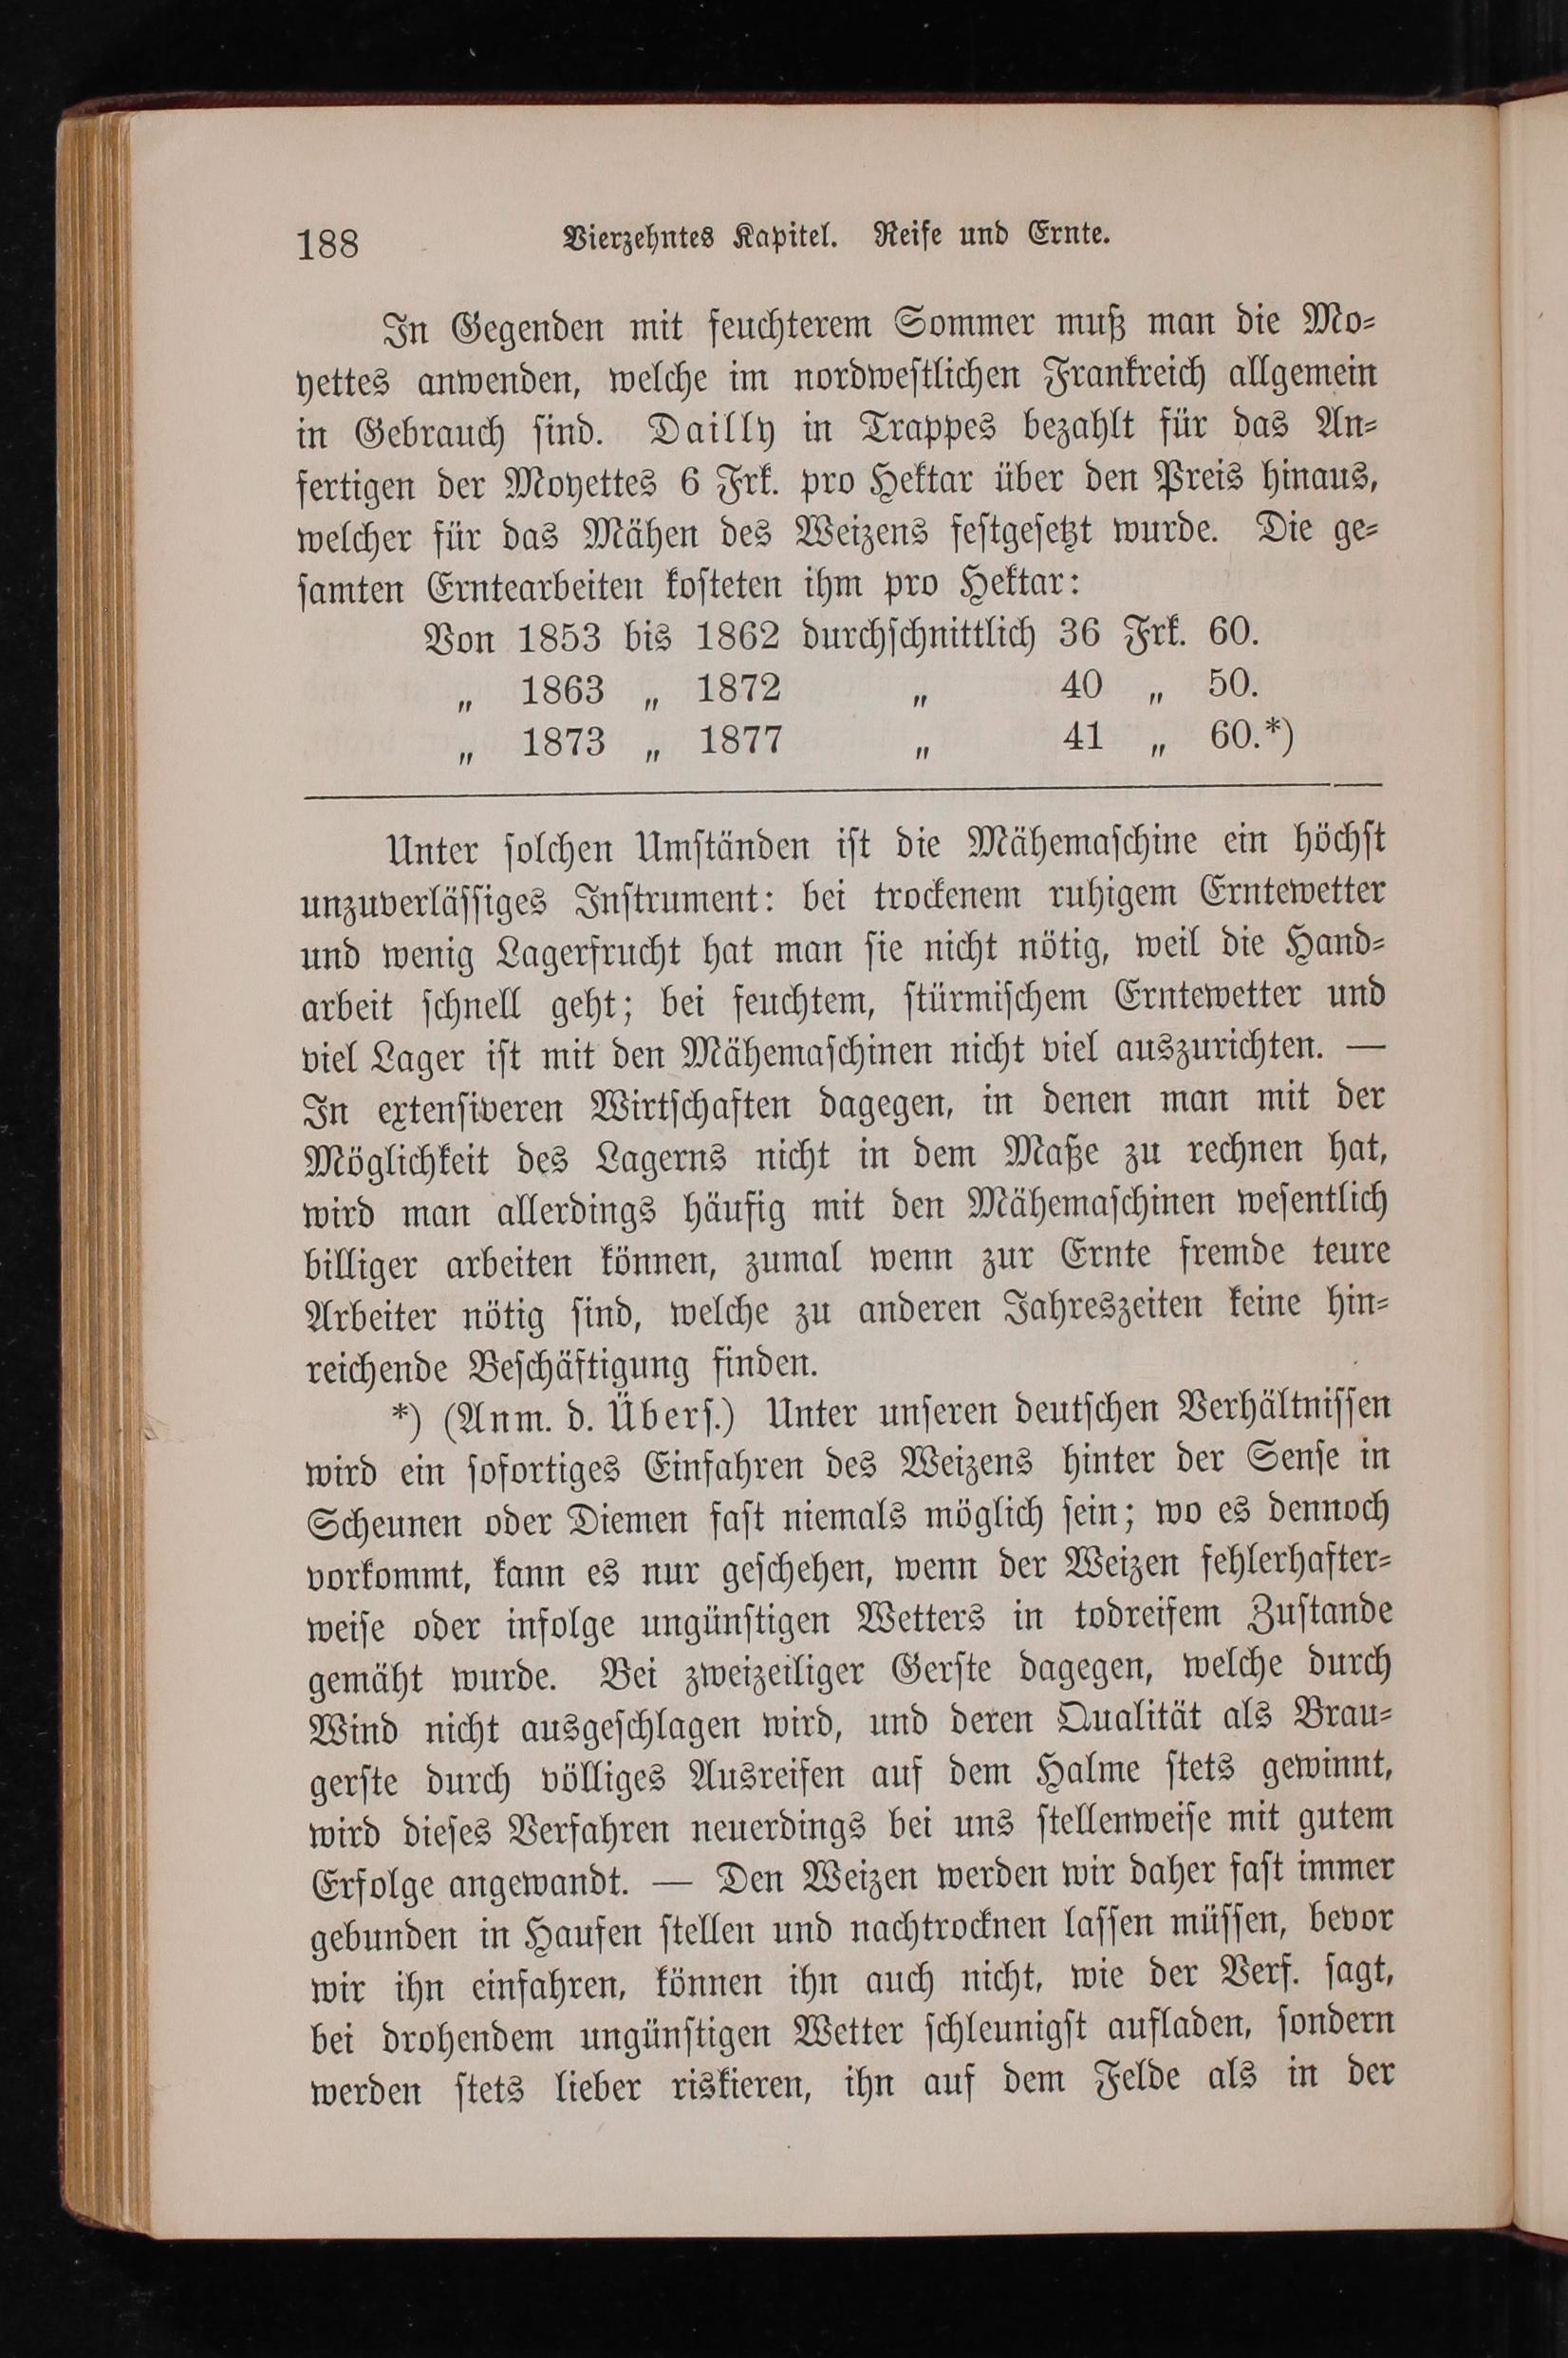 188 Vierzehntes Kapitel. Reife und Ernte.
In Gegenden mit feuchterem Sommer muß man die Mo-
yettes anwenden, welche im nordweſtlichen Frankreich allgemein
in Gebrauch ſind. Dailly in Trappes bezahlt für das An-
fertigen der Moyettes 6 Frk. pro Hektar über den Preis hinaus,
welcher für das Mähen des Weizens feſtgeſetzt wurde. Die ge-
ſamten Erntearbeiten koſteten ihm pro Hektar:
Von 1853 bis 1862 durchſchnittlich 36 Frk. 60.
„ 1863 „ 1872 „ 40 „ 50.
„ 1873 „ 1877 „ 41 „ 60.*)
Unter ſolchen Umſtänden iſt die Mähemaſchine ein höchſt
unzuverläſſiges Inſtrument: bei trockenem ruhigem Erntewetter
und wenig Lagerfrucht hat man ſie nicht nötig, weil die Hand-
arbeit ſchnell geht; bei feuchtem, ſtürmiſchem Erntewetter und
viel Lager iſt mit den Mähemaſchinen nicht viel auszurichten. —
In extenſiveren Wirtſchaften dagegen, in denen man mit der
Möglichkeit des Lagerns nicht in dem Maße zu rechnen hat,
wird man allerdings häufig mit den Mähemaſchinen weſentlich
billiger arbeiten können, zumal wenn zur Ernte fremde teure
Arbeiter nötig ſind, welche zu anderen Jahreszeiten keine hin-
reichende Beſchäftigung finden.
*) (Anm. d. Überſ.) Unter unſeren deutſchen Verhältniſſen
wird ein ſofortiges Einfahren des Weizens hinter der Senſe in
Scheunen oder Diemen faſt niemals möglich ſein; wo es dennoch
vorkommt, kann es nur geſchehen, wenn der Weizen fehlerhafter-
weiſe oder infolge ungünſtigen Wetters in todreifem Zuſtande
gemäht wurde. Bei zweizeiliger Gerſte dagegen, welche durch
Wind nicht ausgeſchlagen wird, und deren Qualität als Brau-
gerſte durch völliges Ausreifen auf dem Halme ſtets gewinnt,
wird dieſes Verfahren neuerdings bei uns ſtellenweiſe mit gutem
Erfolge angewandt. — Den Weizen werden wir daher faſt immer
gebunden in Haufen ſtellen und nachtrocknen laſſen müſſen, bevor
wir ihn einfahren, können ihn auch nicht, wie der Verf. ſagt,
bei drohendem ungünſtigen Wetter ſchleunigſt aufladen, ſondern
werden ſtets lieber riskieren, ihn auf dem Felde als in der